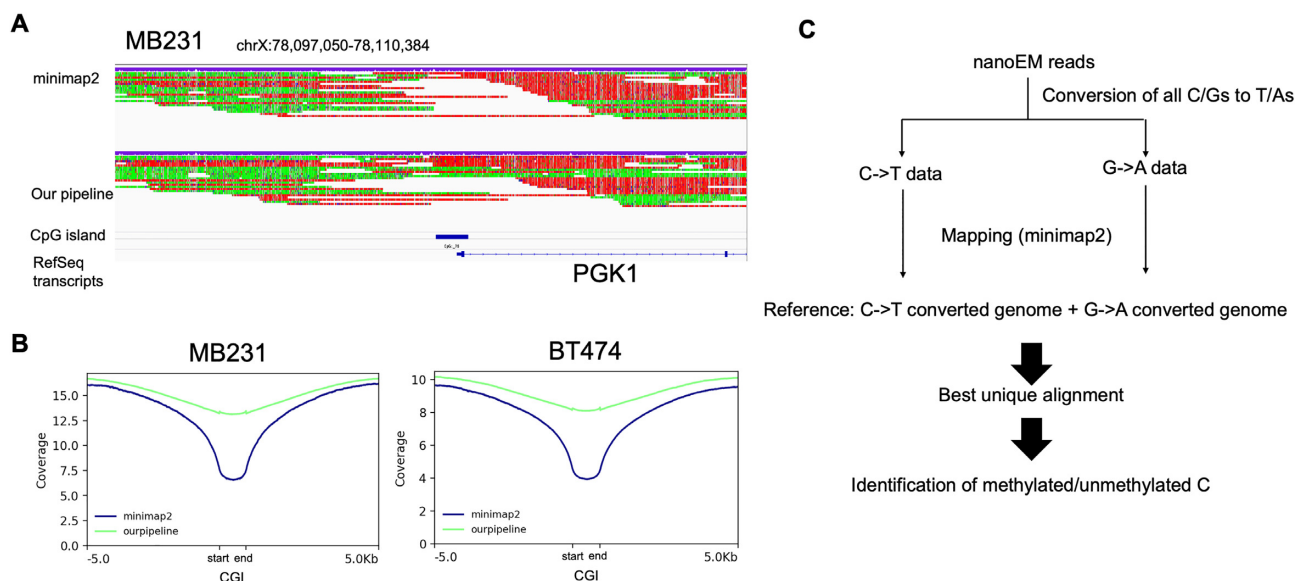 A
MB231
chrX:78,097,050-78,110,384
minimap2
Our pipeline
CpG island
RefSeq
transcripts
PGK1
B
MB231
Coverage
15.0
12.5
10.0
7.5
5.0
2.5
0.0
minimap2
ourpipeline
-5.0
start end
5.0Kb
CGI
BT474
Coverage
10
8
6
4
2
0
minimap2
ourpipeline
-5.0
start end
5.0Kb
CGI
C
nanoEM reads
Conversion of all C/Gs to T/As
C->T data
G->A data
Mapping (minimap2)
Reference: C->T converted genome + G->A converted genome
Best unique alignment
Identification of methylated/unmethylated C